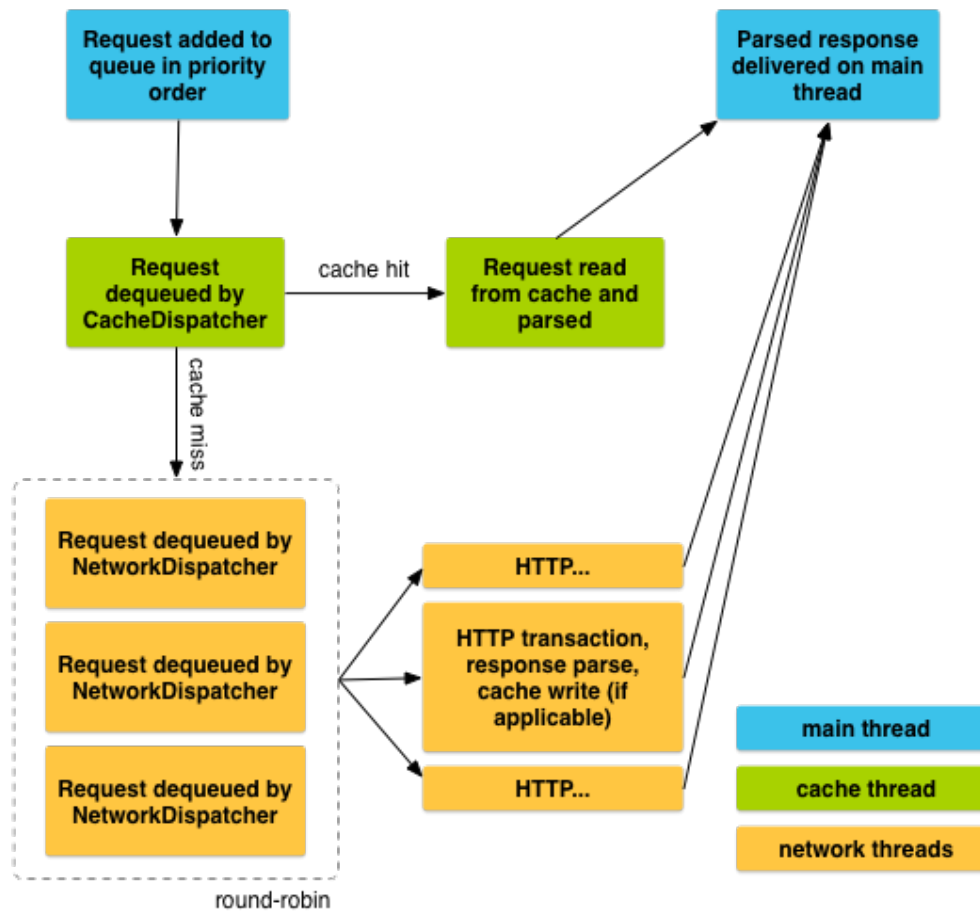 Request added to
queue in priority
order
Parsed response
delivered on main
thread
Request
dequeued by
CacheDispatcher
cache hit
Request read
from cache and
parsed
cache miss
Request dequeued by
NetworkDispatcher
Request dequeued by
NetworkDispatcher
Request dequeued by
NetworkDispatcher
HTTP...
HTTP transaction,
response parse,
cache write (if
applicable)
HTTP...
round-robin
main thread
cache thread
network threads